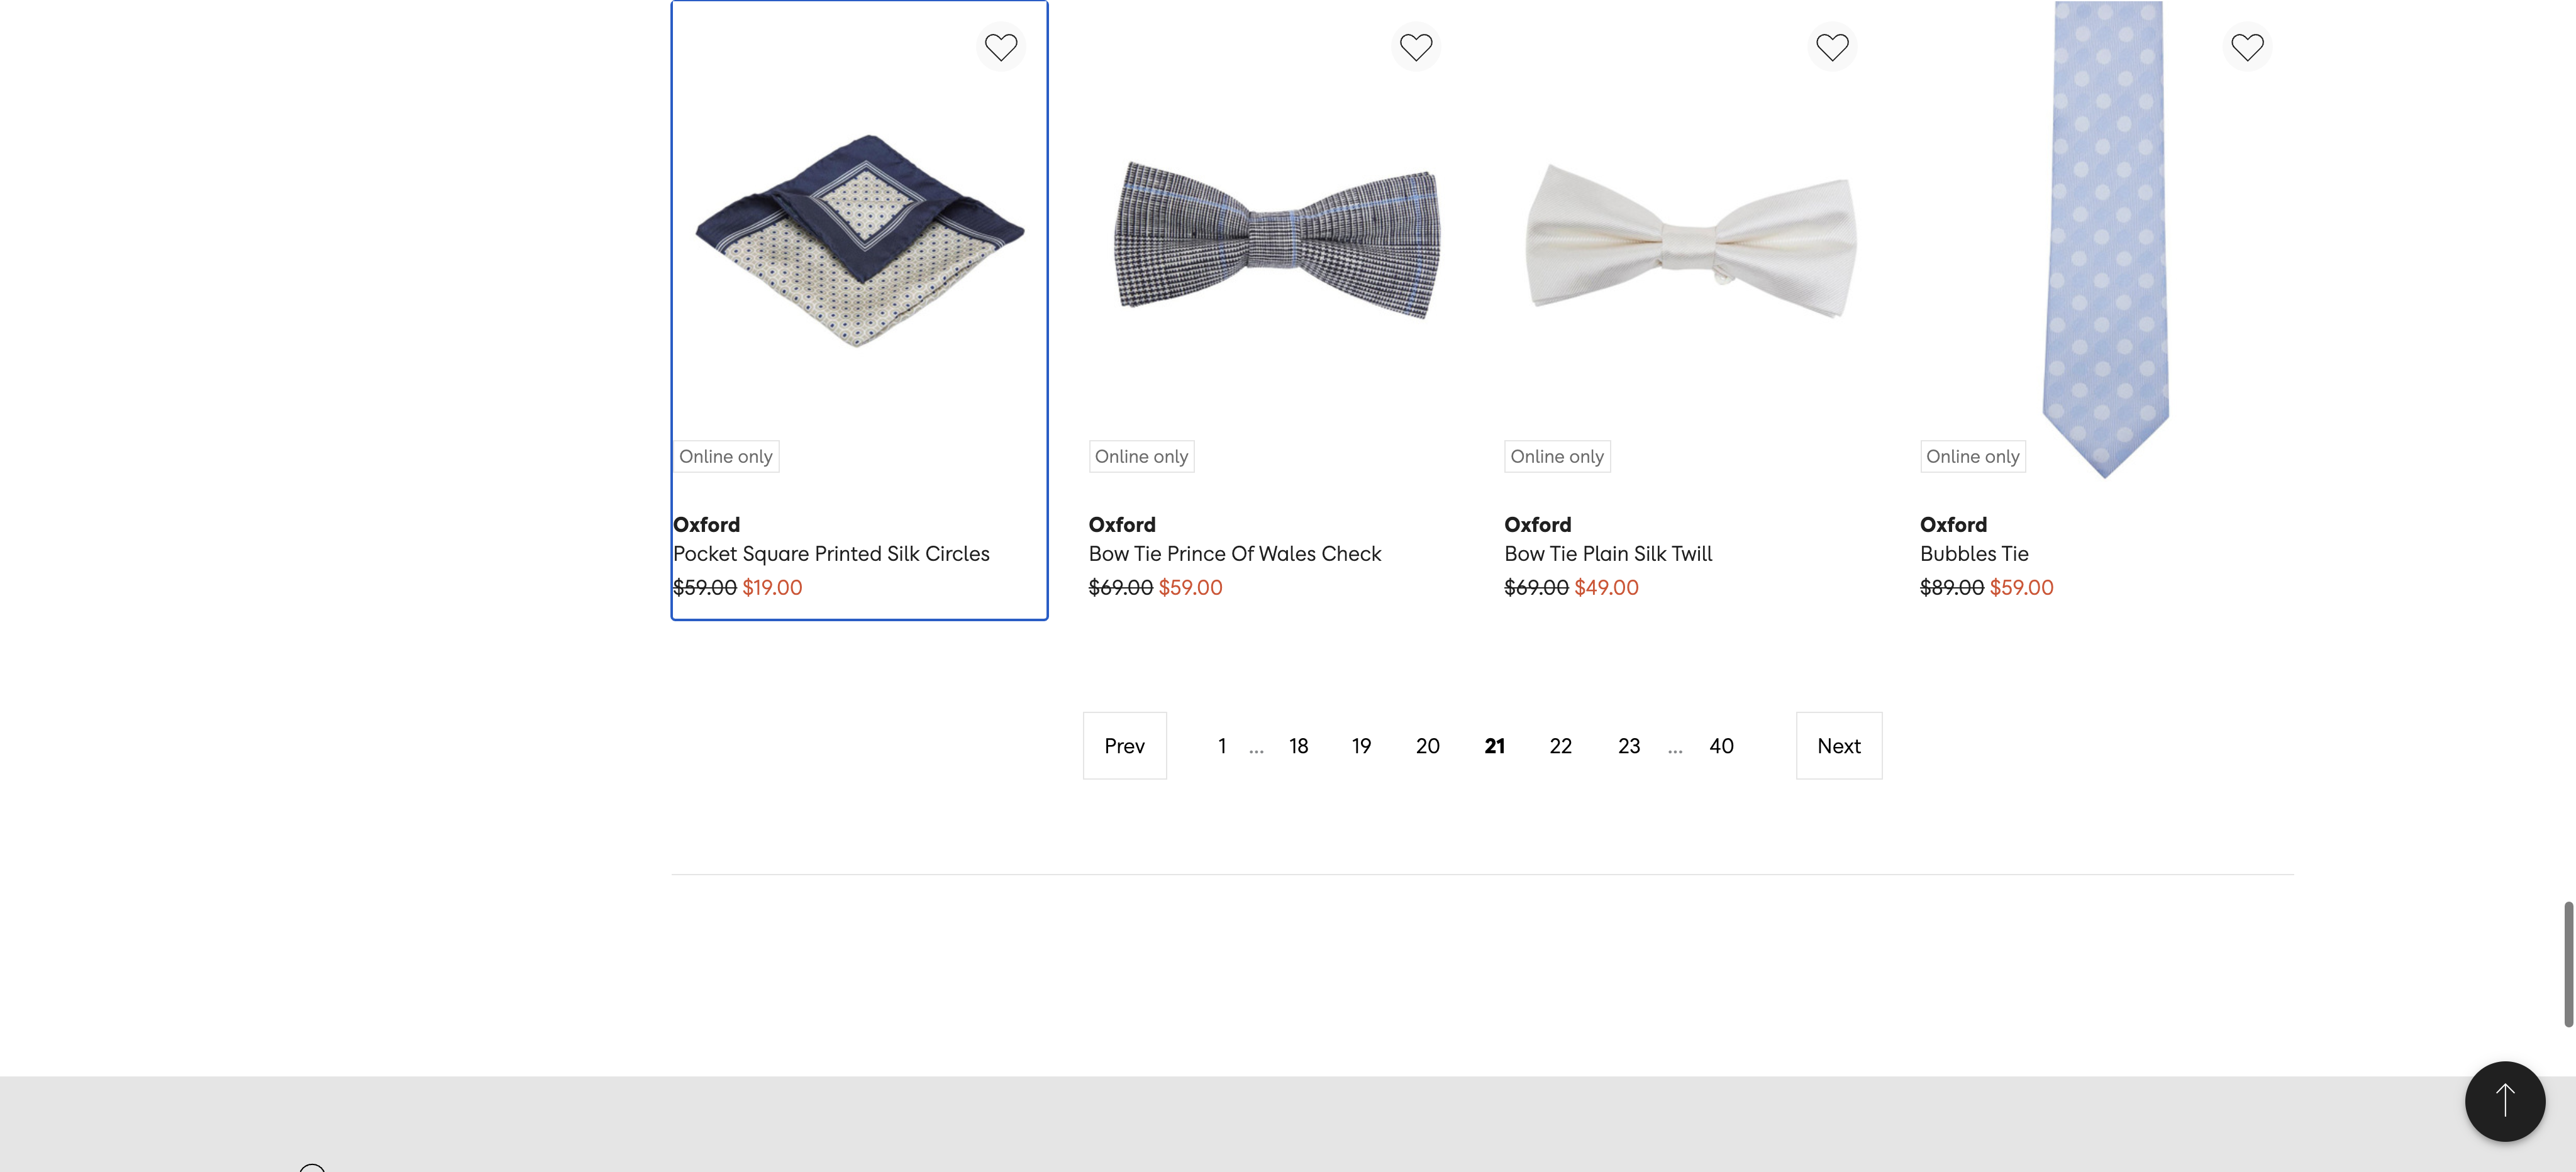 Online only
Oxford
Pocket Square Printed Silk Circles
$59.00 $19.00
Online only
Oxford
Bow Tie Prince Of Wales Check
$69.00 $59.00
Online only
Oxford
Bow Tie Plain Silk Twill
$69.00 $49.00
Online only
Oxford
Bubbles Tie
$89.00 $59.00
Prev 1 ... 18 19 20 21 22 23 ... 40 Next